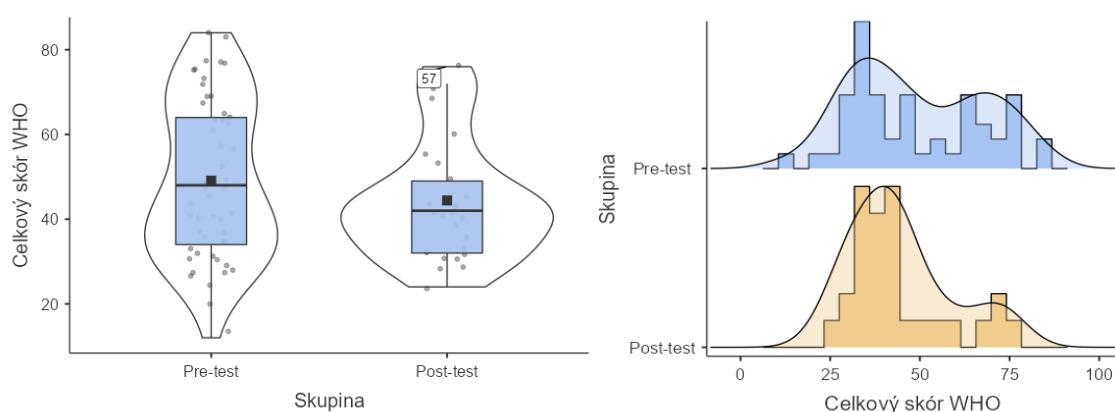 80
60
40
20
Celkový skór WHO
57
Pre-test
Post-test
Skupina
Skupina
Pre-test
Post-test
0
25
50
75
100
Celkový skór WHO